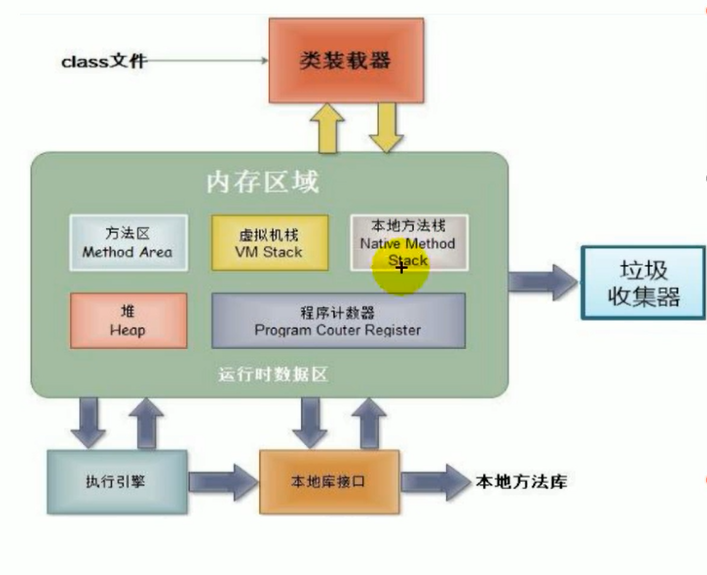 class文件
类装载器
内存区域
方法区
Method Area
虚拟机栈
VM Stack
本地方法栈
Native Method
Stack
堆
Heap
程序计数器
Program Couter Register
运行时数据区
垃圾
收集器
执行引擎
本地库接口
本地方法库